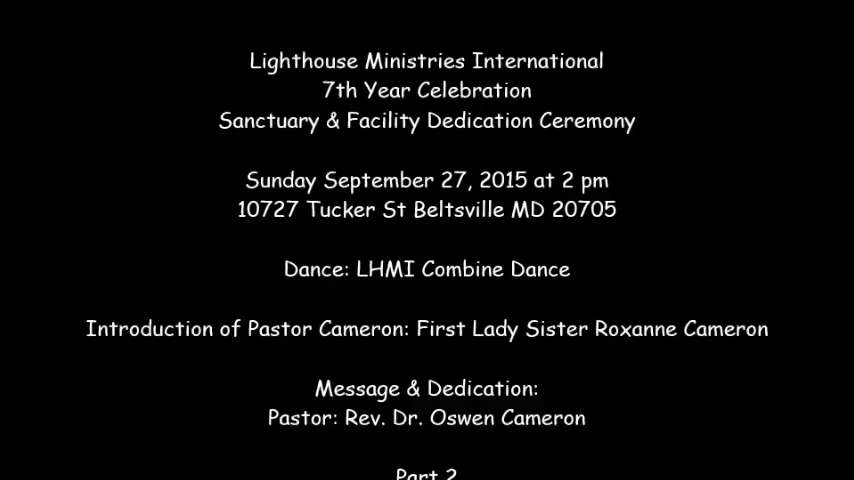 Lighthouse Ministries International
7th Year Celebration
Sanctuary & Facility Dedication Ceremony
Sunday September 27, 2015 at 2 pm
10727 Tucker St Beltsville MD 20705
Dance: LHMI Combine Dance
Introduction of Pastor Cameron: First Lady Sister Roxanne Cameron
Message & Dedication:
Pastor: Rev. Dr. Oswen Cameron
Part 2